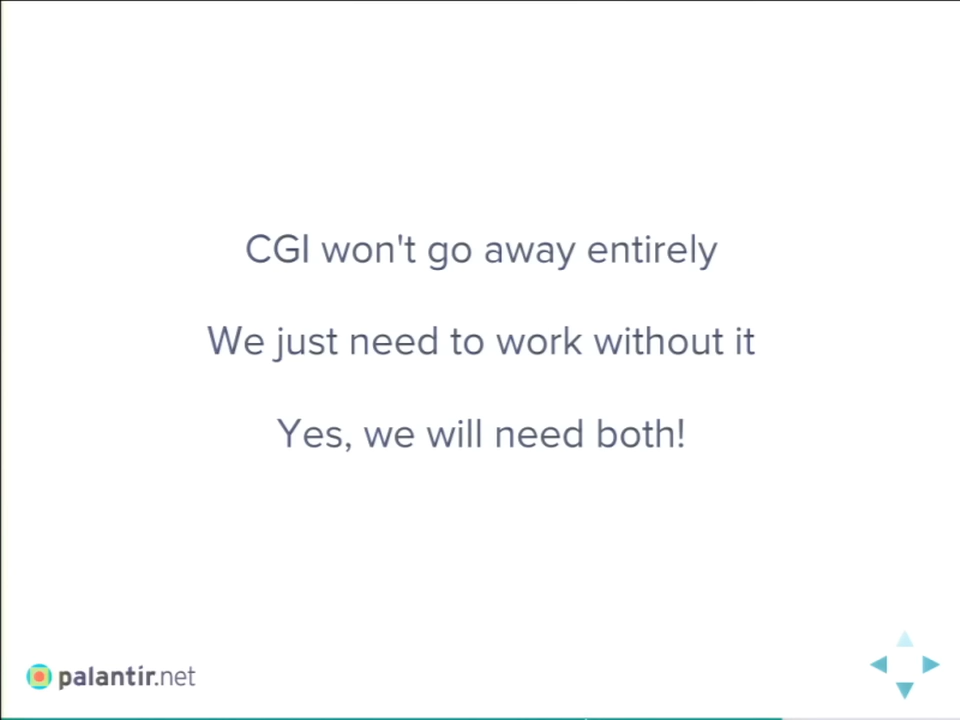 CGI won't go away entirely
We just need to work without it
Yes, we will need both!
palantir.net